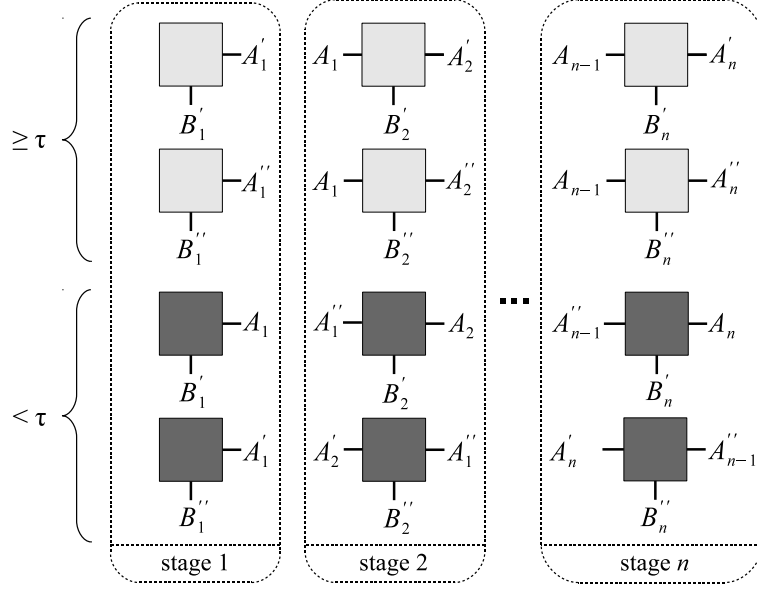 ≥ τ
A₁′
B₁′
A₁′′
B₁′′
A₁ A₂′
B₂′
A₁ A₂′′
B₂′′
Aₙ₋₁ Aₙ′
Bₙ′
Aₙ₋₁ Aₙ′′
Bₙ′′
< τ
A₁
B₁′
A₁′
B₁′′
A₁′′ A₂
B₂′
A₂′ A₁′′
B₂′′
...
Aₙ₋₁′′ Aₙ
Bₙ′
Aₙ′ Aₙ₋₁′′
Bₙ′′
stage 1
stage 2
stage n